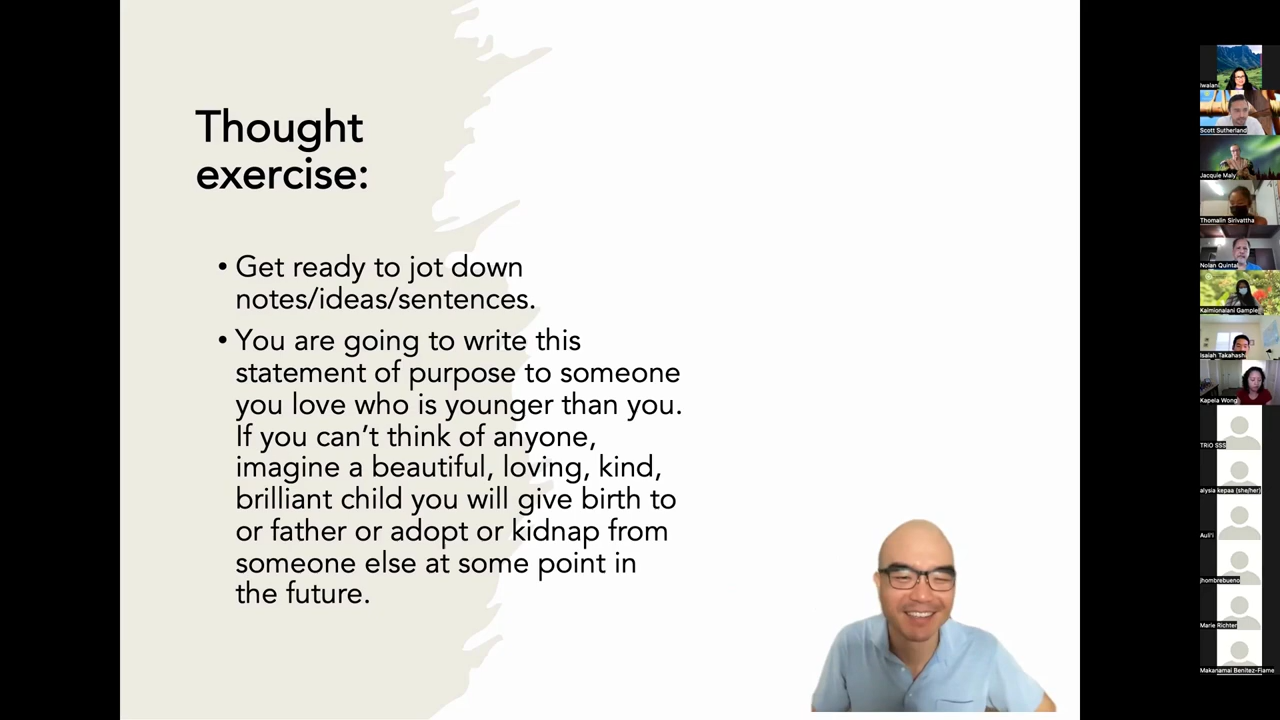 Thought
exercise:
• Get ready to jot down
notes/ideas/sentences.
• You are going to write this
statement of purpose to someone
you love who is younger than you.
If you can’t think of anyone,
imagine a beautiful, loving, kind,
brilliant child you will give birth to
or father or adopt or kidnap from
someone else at some point in
the future.
Iwalani
Scott Sutherland
Jacquie Maly
Thomalin Sirivattha
Nolan Quintal
Kaimionalani Gample
Isaiah Takahashi
Kapela Wong
TRiO SSS
alysia kepaa (she/her)
Auli'i
jhombrebueno
Marie Richter
Makanamai Benitez-Fiame